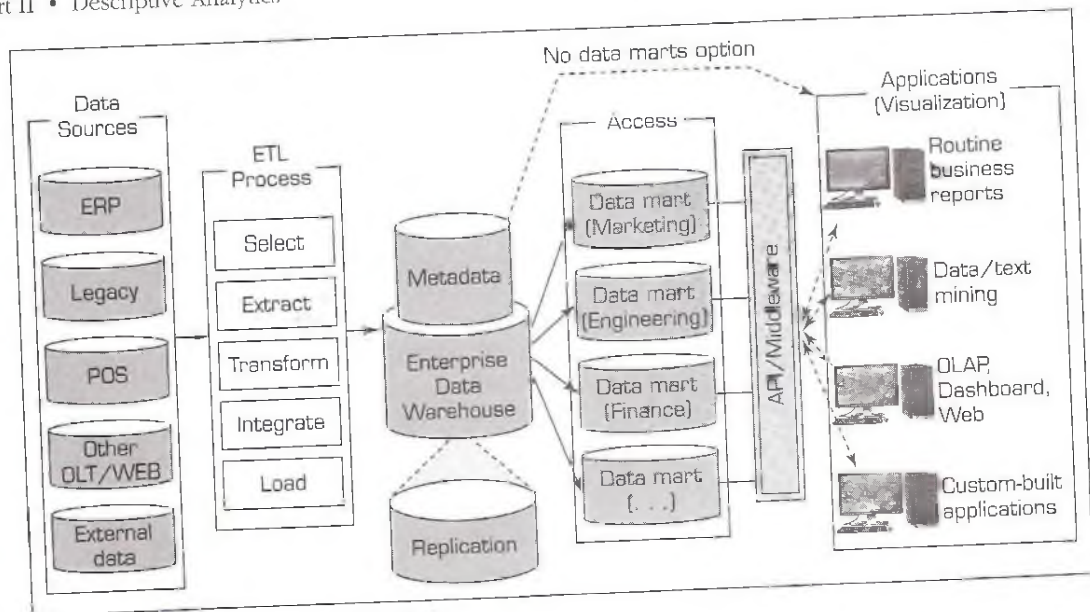 rt II • Descriptive Analytics
No data marts option
Data
Sources
ERP
Legacy
POS
Other
OLT/WEB
External
data
ETL
Process
Select
Extract
Transform
Integrate
Load
Metadata
Enterprise
Data
Warehouse
Replication
Access
Data mart
(Marketing)
Data mart
(Engineering)
Data mart
(Finance)
Data mart
(. . .)
API/Middleware
Applications
(Visualization)
Routine
business
reports
Data/text
mining
OLAP,
Dashboard,
Web
Custom-built
applications